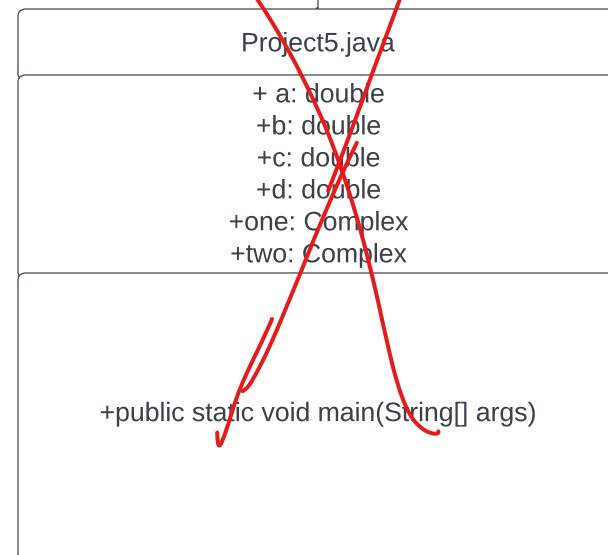 Project5.java
+ a: double
+b: double
+c: double
+d: double
+one: Complex
+two: Complex
+public static void main(String[] args)